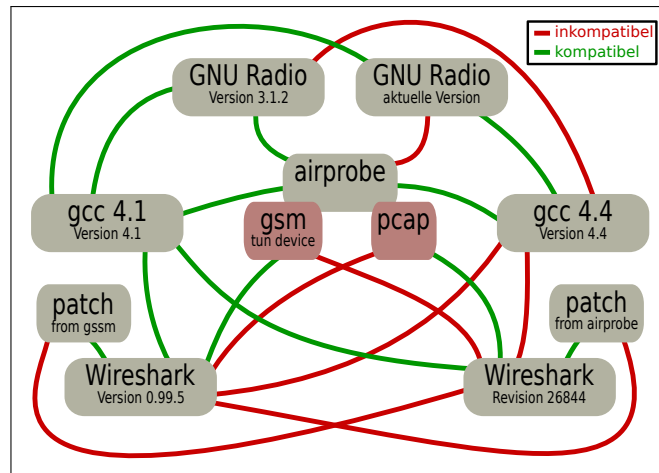 inkompatibel
kompatibel
GNU Radio
Version 3.1.2
GNU Radio
aktuelle Version
airprobe
gcc 4.1
Version 4.1
gsm
tun device
pcap
gcc 4.4
Version 4.4
patch
from gssm
patch
from airprobe
Wireshark
Version 0.99.5
Wireshark
Revision 26844